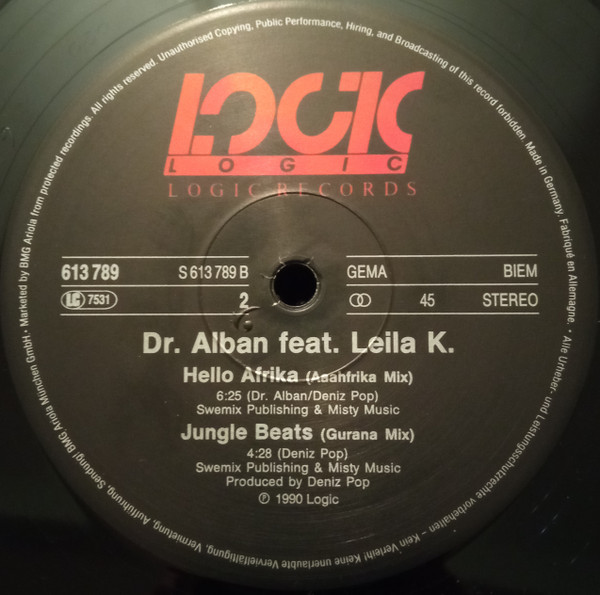 All rights reserved. Unauthorised Copying, Public Performance, Hiring, and Broadcasting of this record forbidden. Made in Germany. Fabriqué en Allemagne. • Alle Urheber- und Leistungsschutzrechte vorbehalten – Kein Verleih! Keine unerlaubte Vervielfältigung, Vermietung, Aufführung, Sendung! BMG Ariola München GmbH • Marketed by BMG Ariola from protected recordings.
LOGIC
LOGIC
LOGIC RECORDS
613 789 S 613 789 B GEMA BIEM
LC 7531 2 45 STEREO
Dr. Alban feat. Leila K.
Hello Afrika (Aaahfrika Mix)
6:25 (Dr. Alban/Deniz Pop)
Swemix Publishing & Misty Music
Jungle Beats (Gurana Mix)
4:28 (Deniz Pop)
Swemix Publishing & Misty Music
Produced by Deniz Pop
℗ 1990 Logic